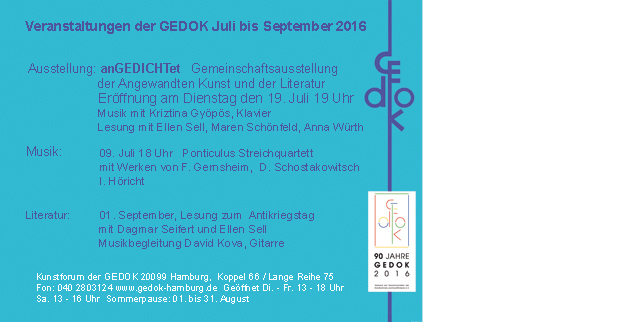 Veranstaltungen der GEDOK Juli bis September 2016
Ausstellung: anGEDICHTet Gemeinschaftsausstellung
der Angewandten Kunst und der Literatur
Eröffnung am Dienstag den 19. Juli 19 Uhr
Musik mit Kriztina Gyöpös, Klavier
Lesung mit Ellen Sell, Maren Schönfeld, Anna Würth
Musik: 09. Juli 18 Uhr Ponticulus Streichquartett
mit Werken von F. Gernsheim, D. Schostakowitsch
I. Höricht
Literatur: 01. September, Lesung zum Antikriegstag
mit Dagmar Seifert und Ellen Sell
Musikbegleitung David Kova, Gitarre
Kunstforum der GEDOK 20099 Hamburg, Koppel 66 / Lange Reihe 75
Fon: 040 2803124 www.gedok-hamburg.de Geöffnet Di. - Fr. 13 - 18 Uhr
Sa. 13 - 16 Uhr Sommerpause: 01. bis 31. August
GEdOK
GEdOK
90 JAHRE
GEDOK
2016